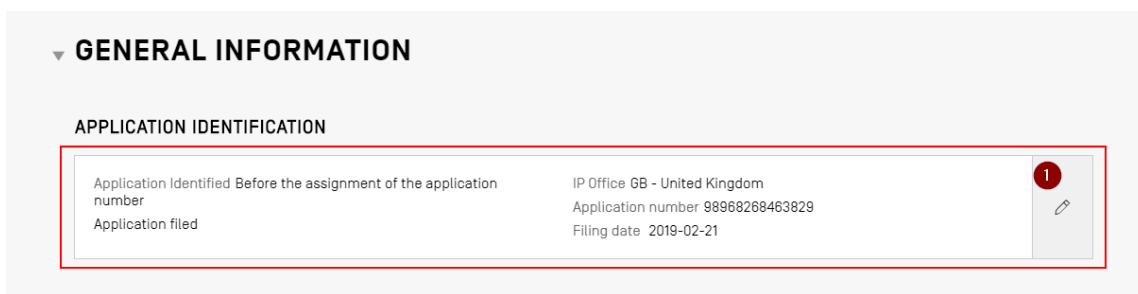 GENERAL INFORMATION
APPLICATION IDENTIFICATION
Application Identified Before the assignment of the application
number
Application filed
IP Office GB - United Kingdom
Application number 98968268463829
Filing date 2019-02-21
1